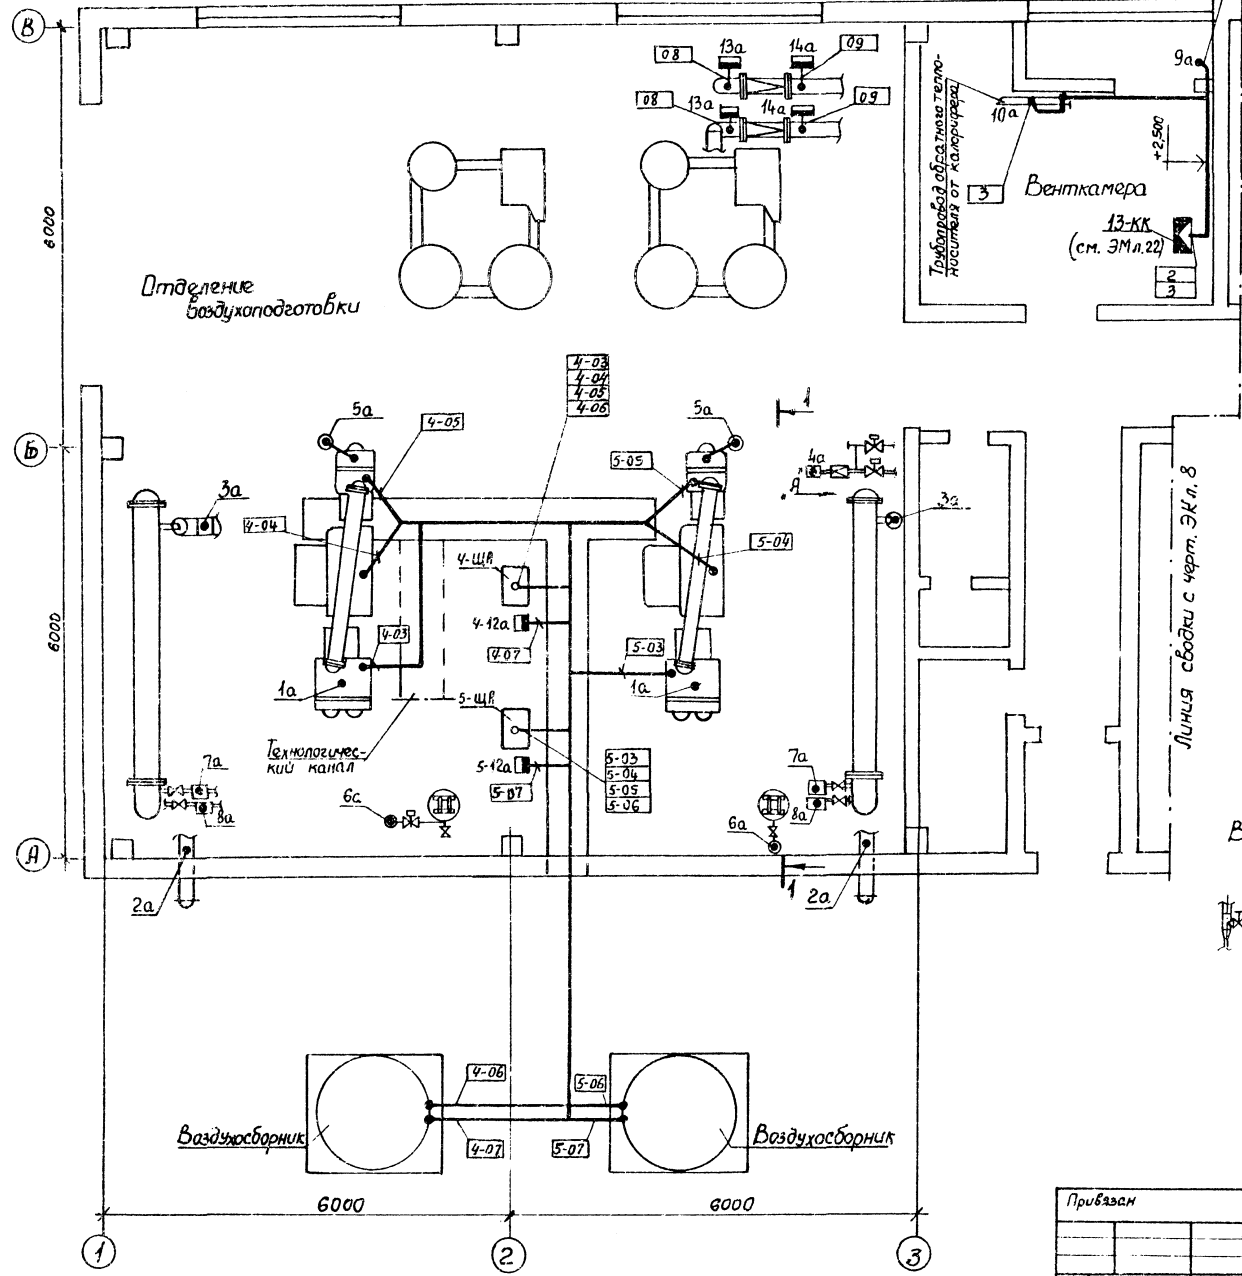 В
08
13а
14а
09
08
13а
14а
09
9а
10а
Трубопровод обратного тепло-
носителя от калорифера
+2,500
3
Венткамера
13-КК
(см. ЭМл.22)
2
3
6000
Отделение
воздухоподготовки
4-03
4-04
4-05
4-06
1
5а
4-05
5а
5-05
4а
Б
3а
А
3а
4-04
5-04
4-ЩП
4-12а
4-07
4-03
5-03
6000
1а
1а
5-ЩП
Линия сводки с черт. ЭКл.8
Технологичес-
кий канал
5-12а
5-07
5-03
5-04
5-05
5-06
7а
8а
6а
7а
8а
6а
В
А
2а
1
2а
4-06
5-06
Воздухосборник
4-07
5-07
Воздухосборник
6000
6000
Привязан
1
2
3